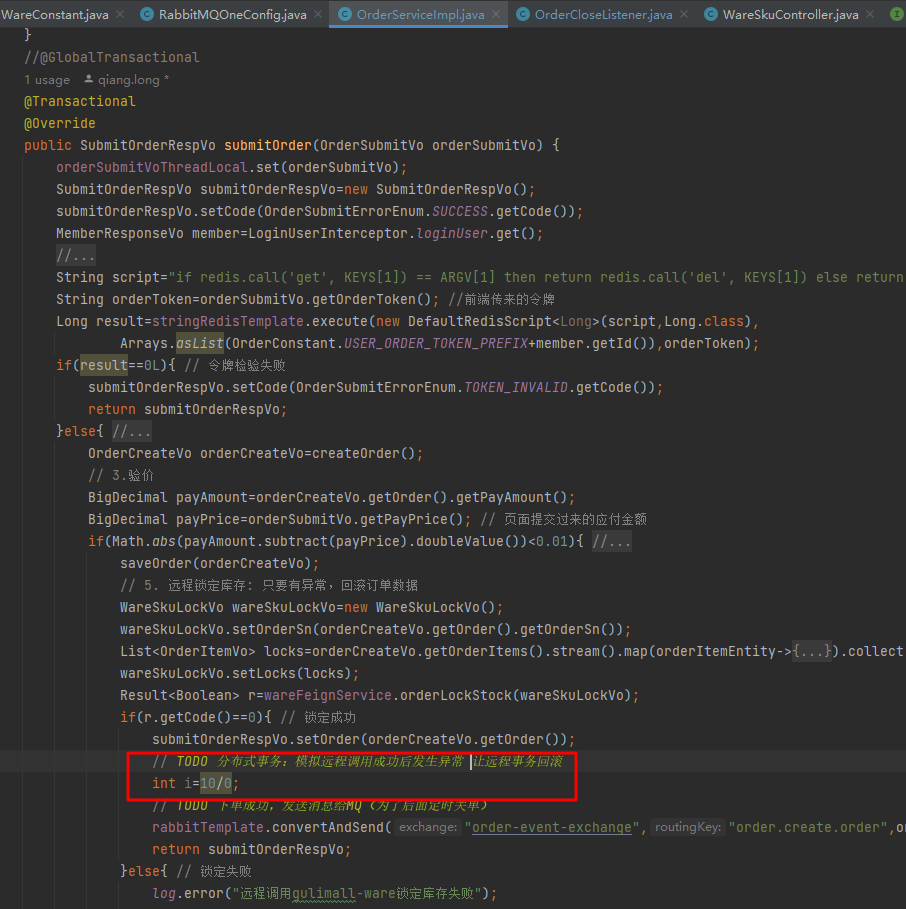 WareConstant.java × RabbitMQOneConfig.java × OrderServiceImpl.java × OrderCloseListener.java × WareSkuController.java ×
}
//@GlobalTransactional
1 usage qiang.long *
@Transactional
@Override
public SubmitOrderRespVo submitOrder(OrderSubmitVo orderSubmitVo) {
orderSubmitVoThreadLocal.set(orderSubmitVo);
SubmitOrderRespVo submitOrderRespVo=new SubmitOrderRespVo();
submitOrderRespVo.setCode(OrderSubmitErrorEnum.SUCCESS.getCode());
MemberResponseVo member=LoginUserInterceptor.loginUser.get();
//...
String script="if redis.call('get', KEYS[1]) == ARGV[1] then return redis.call('del', KEYS[1]) else return
String orderToken=orderSubmitVo.getOrderToken(); //前端传来的令牌
Long result=stringRedisTemplate.execute(new DefaultRedisScript<Long>(script,Long.class),
Arrays.asList(OrderConstant.USER_ORDER_TOKEN_PREFIX+member.getId()),orderToken);
if(result==0L){ // 令牌检验失败
submitOrderRespVo.setCode(OrderSubmitErrorEnum.TOKEN_INVALID.getCode());
return submitOrderRespVo;
}else{ //...
OrderCreateVo orderCreateVo=createOrder();
// 3.验价
BigDecimal payAmount=orderCreateVo.getOrder().getPayAmount();
BigDecimal payPrice=orderSubmitVo.getPayPrice(); // 页面提交过来的应付金额
if(Math.abs(payAmount.subtract(payPrice).doubleValue())<0.01){ //...
saveOrder(orderCreateVo);
// 5. 远程锁定库存: 只要有异常，回滚订单数据
WareSkuLockVo wareSkuLockVo=new WareSkuLockVo();
wareSkuLockVo.setOrderSn(orderCreateVo.getOrder().getOrderSn());
List<OrderItemVo> locks=orderCreateVo.getOrderItems().stream().map(orderItemEntity->{...}).collect
wareSkuLockVo.setLocks(locks);
Result<Boolean> r=wareFeignService.orderLockStock(wareSkuLockVo);
if(r.getCode()==0){ // 锁定成功
submitOrderRespVo.setOrder(orderCreateVo.getOrder());
// TODO 分布式事务：模拟远程调用成功后发生异常 让远程事务回滚
int i=10/0;
// TODO 下单成功，发送消息给MQ（为了后面定时关单）
rabbitTemplate.convertAndSend( exchange: "order-event-exchange", routingKey: "order.create.order",o
return submitOrderRespVo;
}else{ // 锁定失败
log.error("远程调用gulimall-ware锁定库存失败");